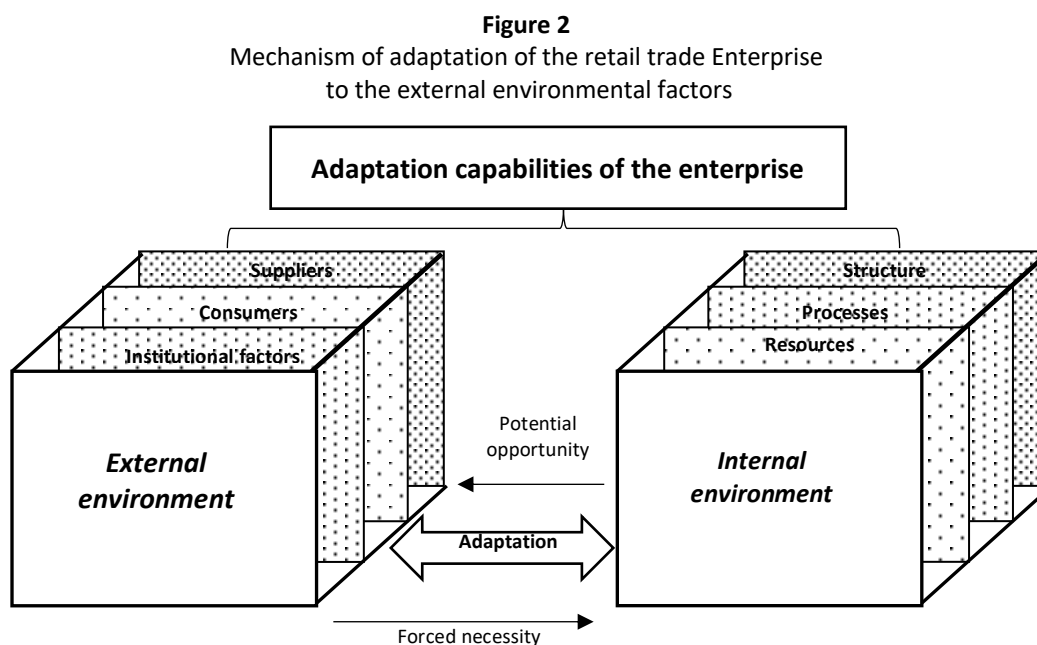 Figure 2
Mechanism of adaptation of the retail trade Enterprise
to the external environmental factors
Adaptation capabilities of the enterprise
Suppliers
Consumers
Institutional factors
External
environment
Structure
Processes
Resources
Internal
environment
Potential
opportunity
Adaptation
Forced necessity